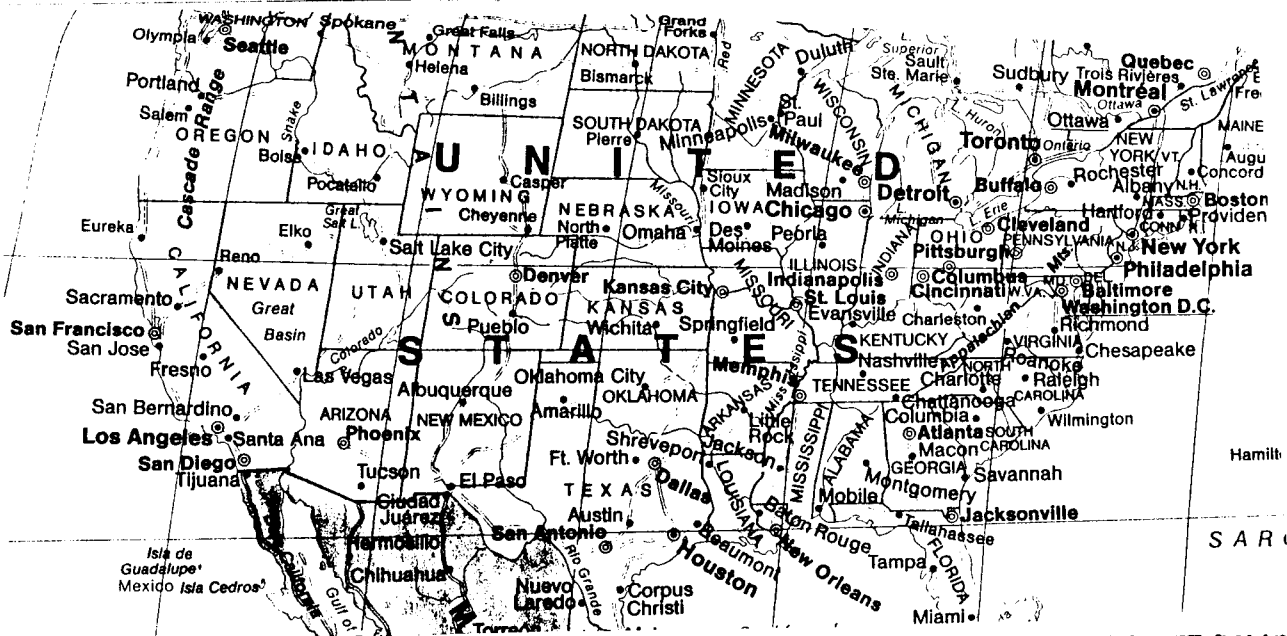 WASHINGTON Spokane
Olympia
Seattle
Great Falls
MONTANA
Helena
Billings
Grand
Forks
NORTH DAKOTA
Bismarck
Red
MINNESOTA
Duluth
Superior
Sault
Ste. Marie
Sudbury
Quebec
Trois Rivières
Montréal
St. Lawrence
Ottawa
Ottawa
Portland
Salem
Cascade Range
OREGON
Snake
Boise
IDAHO
Pocatello
SOUTH DAKOTA
Pierre
Minneapolis
St.
Paul
WISCONSIN
Milwaukee
MICHIGAN
L. Huron
Toronto
Ontario
NEW
YORK
VT.
MAINE
Augu
UNITED
WYOMING
Casper
Cheyenne
Sioux
City
Missouri
Madison
Detroit
Buffalo
Rochester
Albany
N.H.
Concord
MASS.
Boston
Eureka
Elko
Great
Salt L.
Salt Lake City
NEBRASKA
North
Platte
Omaha
IOWA
Des
Moines
Chicago
Peoria
Michigan
L. Erie
Cleveland
Hartford
CONN
Providen
CALIFORNIA
Reno
NEVADA
Great
Basin
UTAH
Denver
COLORADO
Pueblo
Kansas City
KANSAS
Wichita
ILLINOIS
Indianapolis
INDIANA
OHIO
Pittsburgh
PENNSYLVANIA
N.J.
New York
Philadelphia
Columbus
Cincinnati
W.VA.
MD
DE
Baltimore
Washington D.C.
Sacramento
San Francisco
San Jose
Fresno
Colorado
MISSOURI
St. Louis
Evansville
Springfield
Charleston
Appalachian
Mts.
Richmond
VIRGINIA
Chesapeake
KENTUCKY
STATES
Las Vegas
Albuquerque
NEW MEXICO
Oklahoma City
OKLAHOMA
Amarillo
Memphis
Mississippi
Nashville
TENNESSEE
Roanoke
NORTH
CAROLINA
Charlotte
Raleigh
Chattanooga
Wilmington
San Bernardino
Los Angeles
Santa Ana
ARIZONA
Phoenix
ARKANSAS
Little
Rock
Columbia
SOUTH
CAROLINA
Atlanta
San Diego
Tijuana
Tucson
El Paso
Ft. Worth
Dallas
Shreveport
Jackson
MISSISSIPPI
ALABAMA
Macon
GEORGIA
Savannah
Montgomery
Hamilt
Ciudad
Juárez
TEXAS
Austin
LOUISIANA
Mobile
Tallahassee
Jacksonville
Hermosillo
San Antonio
Houston
Beaumont
Baton Rouge
New Orleans
Tampa
FLORIDA
Miami
Isla de
Guadalupe
Mexico Isla Cedros
Gulf of
Chihuahua
Rio Grande
Nuevo
Laredo
Corpus
Christi
SAR